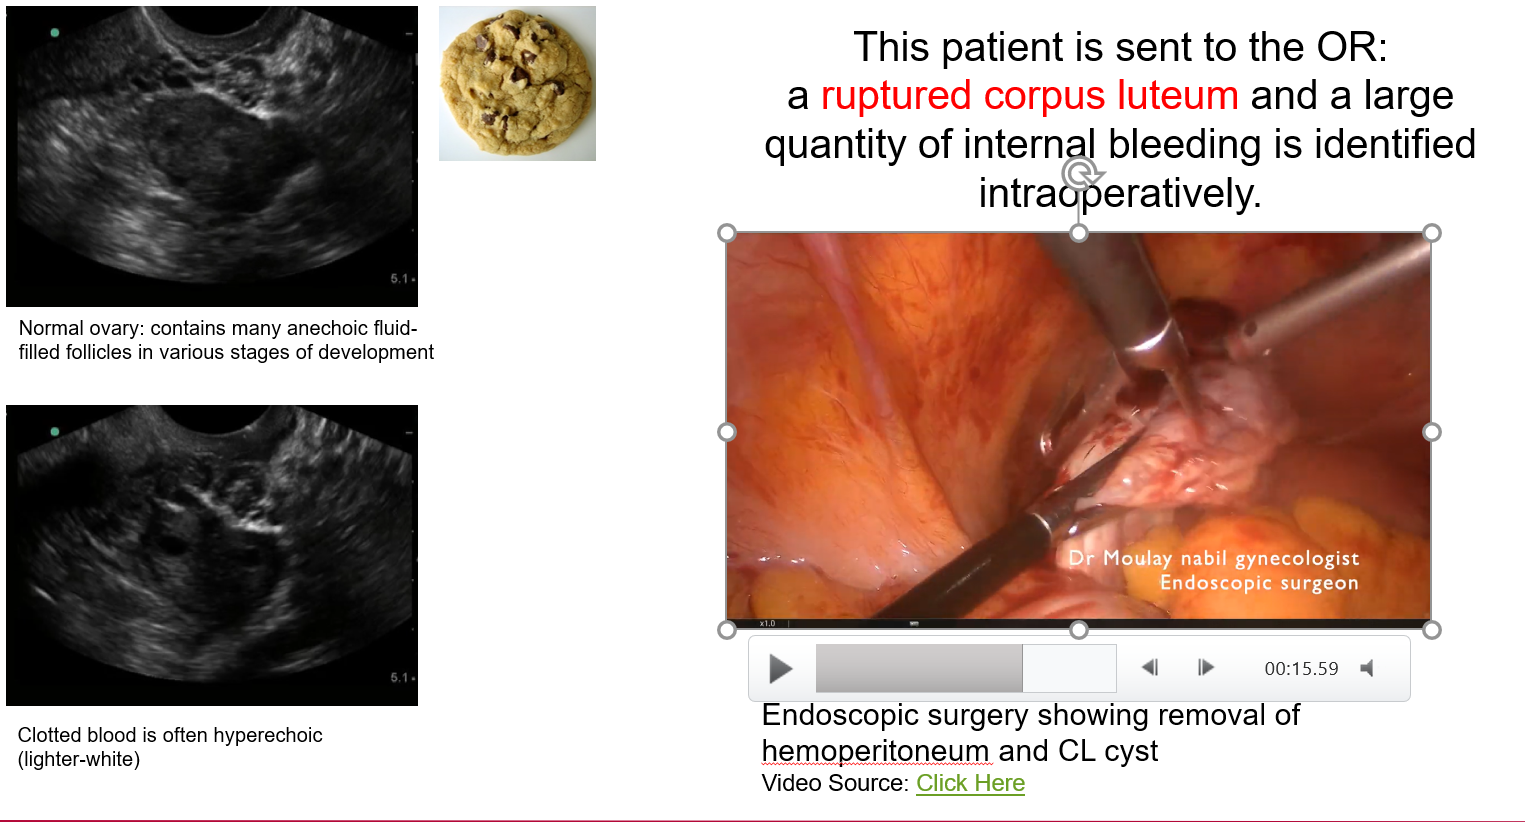 5.1
Normal ovary: contains many anechoic fluid-
filled follicles in various stages of development
5.1
Clotted blood is often hyperechoic
(lighter-white)
This patient is sent to the OR:
a ruptured corpus luteum and a large
quantity of internal bleeding is identified
intraoperatively.
Dr Moulay nabil gynecologist
Endoscopic surgeon
x1.0
00:15.59
Endoscopic surgery showing removal of
hemoperitoneum and CL cyst
Video Source: Click Here